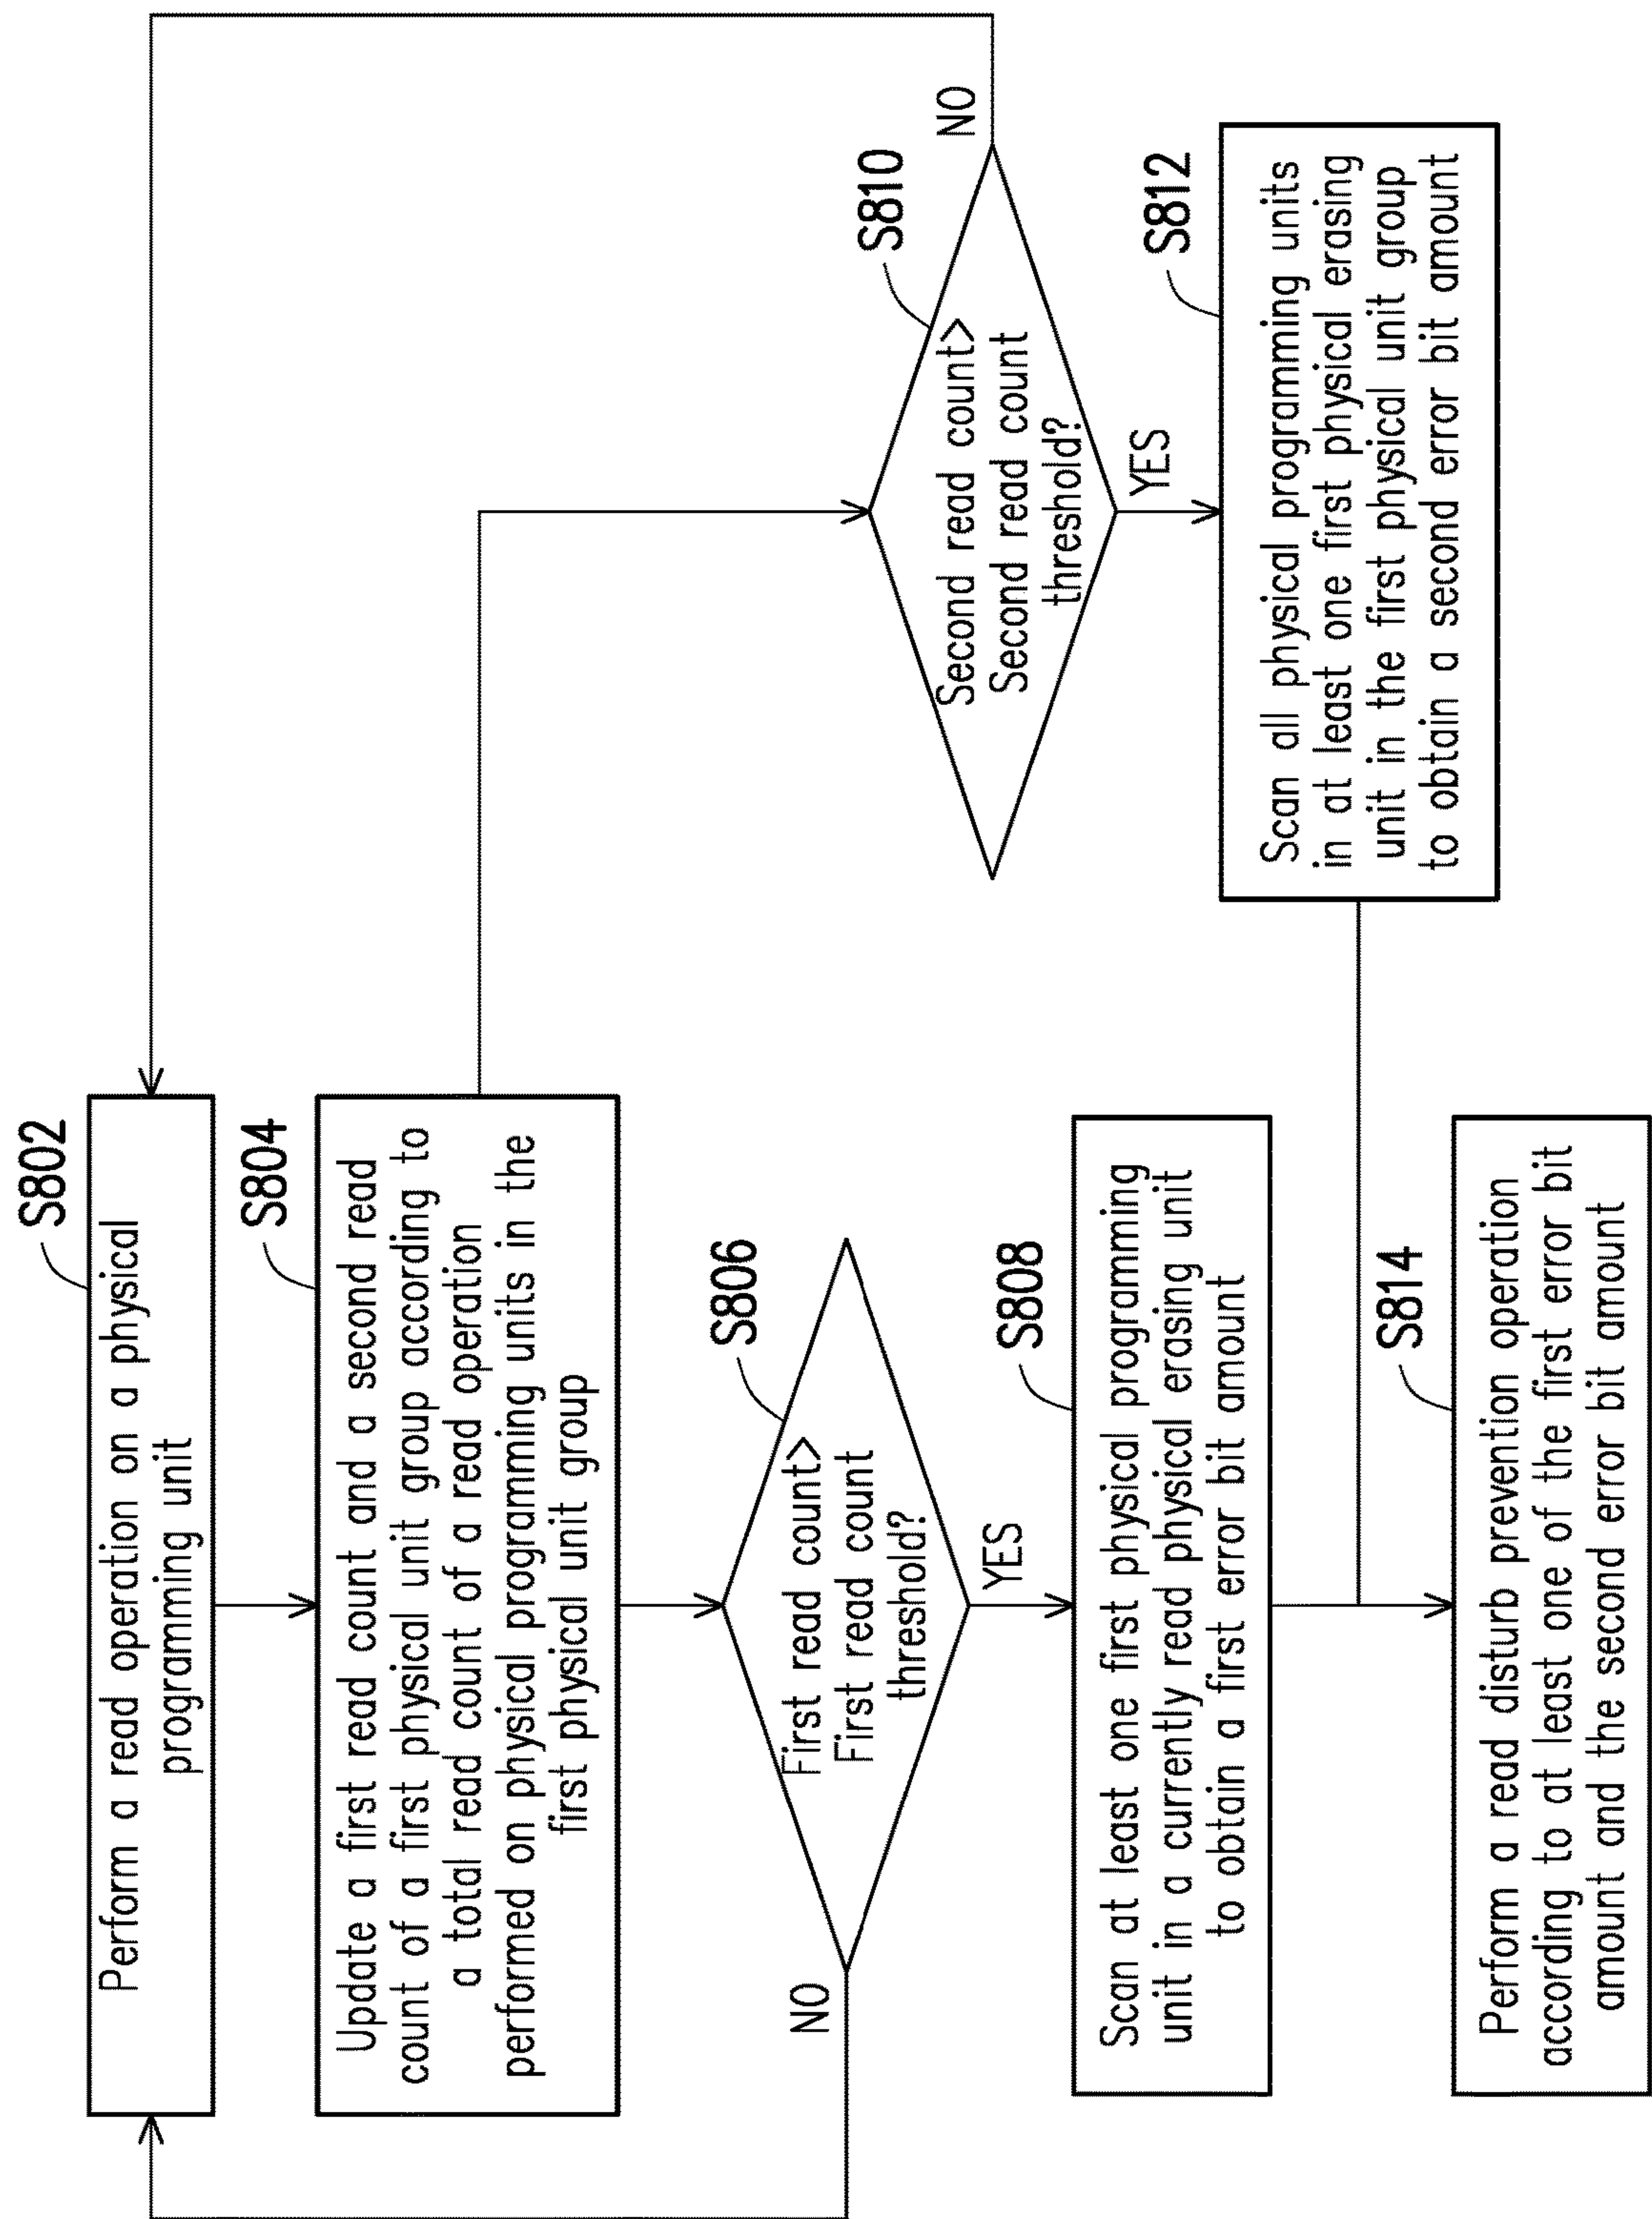 S802
Perform a read operation on a physical
programming unit
S804
Update a first read count and a second read
count of a first physical unit group according to
a total read count of a read operation
performed on physical programming units in the
first physical unit group
S806
First read count>
First read count
threshold?
NO
YES
S808
Scan at least one first physical programming
unit in a currently read physical erasing unit
to obtain a first error bit amount
S810
Second read count>
Second read count
threshold?
NO
YES
S812
Scan all physical programming units
in at least one first physical erasing
unit in the first physical unit group
to obtain a second error bit amount
S814
Perform a read disturb prevention operation
according to at least one of the first error bit
amount and the second error bit amount